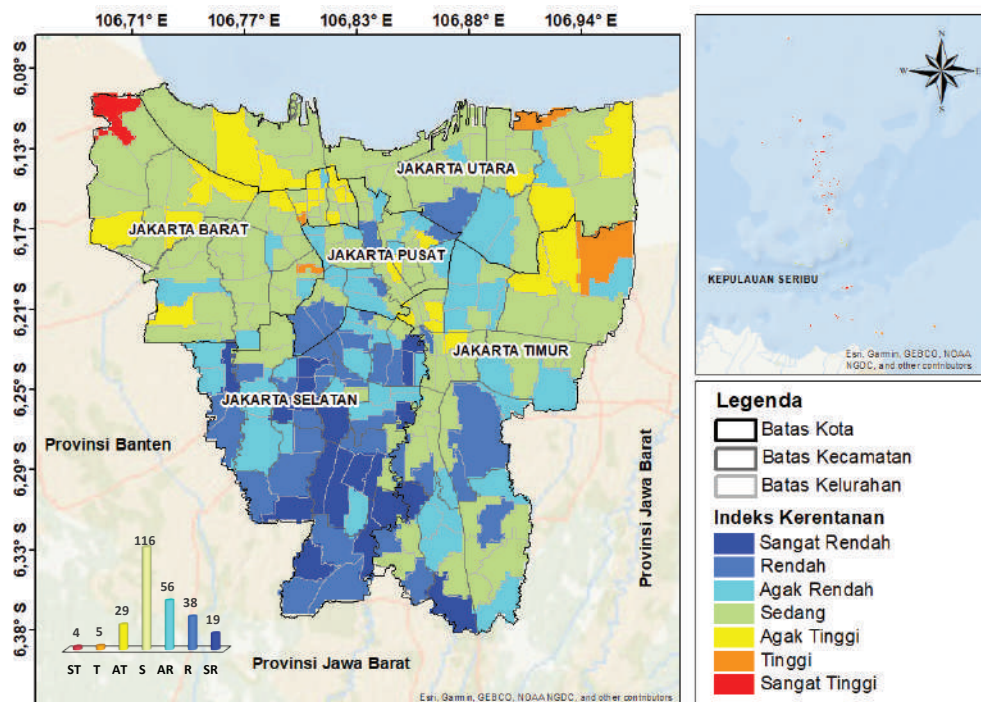 106,71° E 106,77° E 106,83° E 106,88° E 106,94° E
6,08° S
6,13° S
6,17° S
6,21° S
6,25° S
6,29° S
6,33° S
6,38° S
JAKARTA UTARA
JAKARTA BARAT
JAKARTA PUSAT
JAKARTA TIMUR
JAKARTA SELATAN
Provinsi Banten
Provinsi Jawa Barat
Provinsi Jawa Barat
116
56
38
29
19
4
5
ST T AT S AR R SR
Esri, Garmin, GEBCO, NOAA NGDC, and other contributors
N
W E
S
KEPULAUAN SERIBU
Esri, Garmin, GEBCO, NOAA
NGDC, and other contributors
Legenda
Batas Kota
Batas Kecamatan
Batas Kelurahan
Indeks Kerentanan
Sangat Rendah
Rendah
Agak Rendah
Sedang
Agak Tinggi
Tinggi
Sangat Tinggi